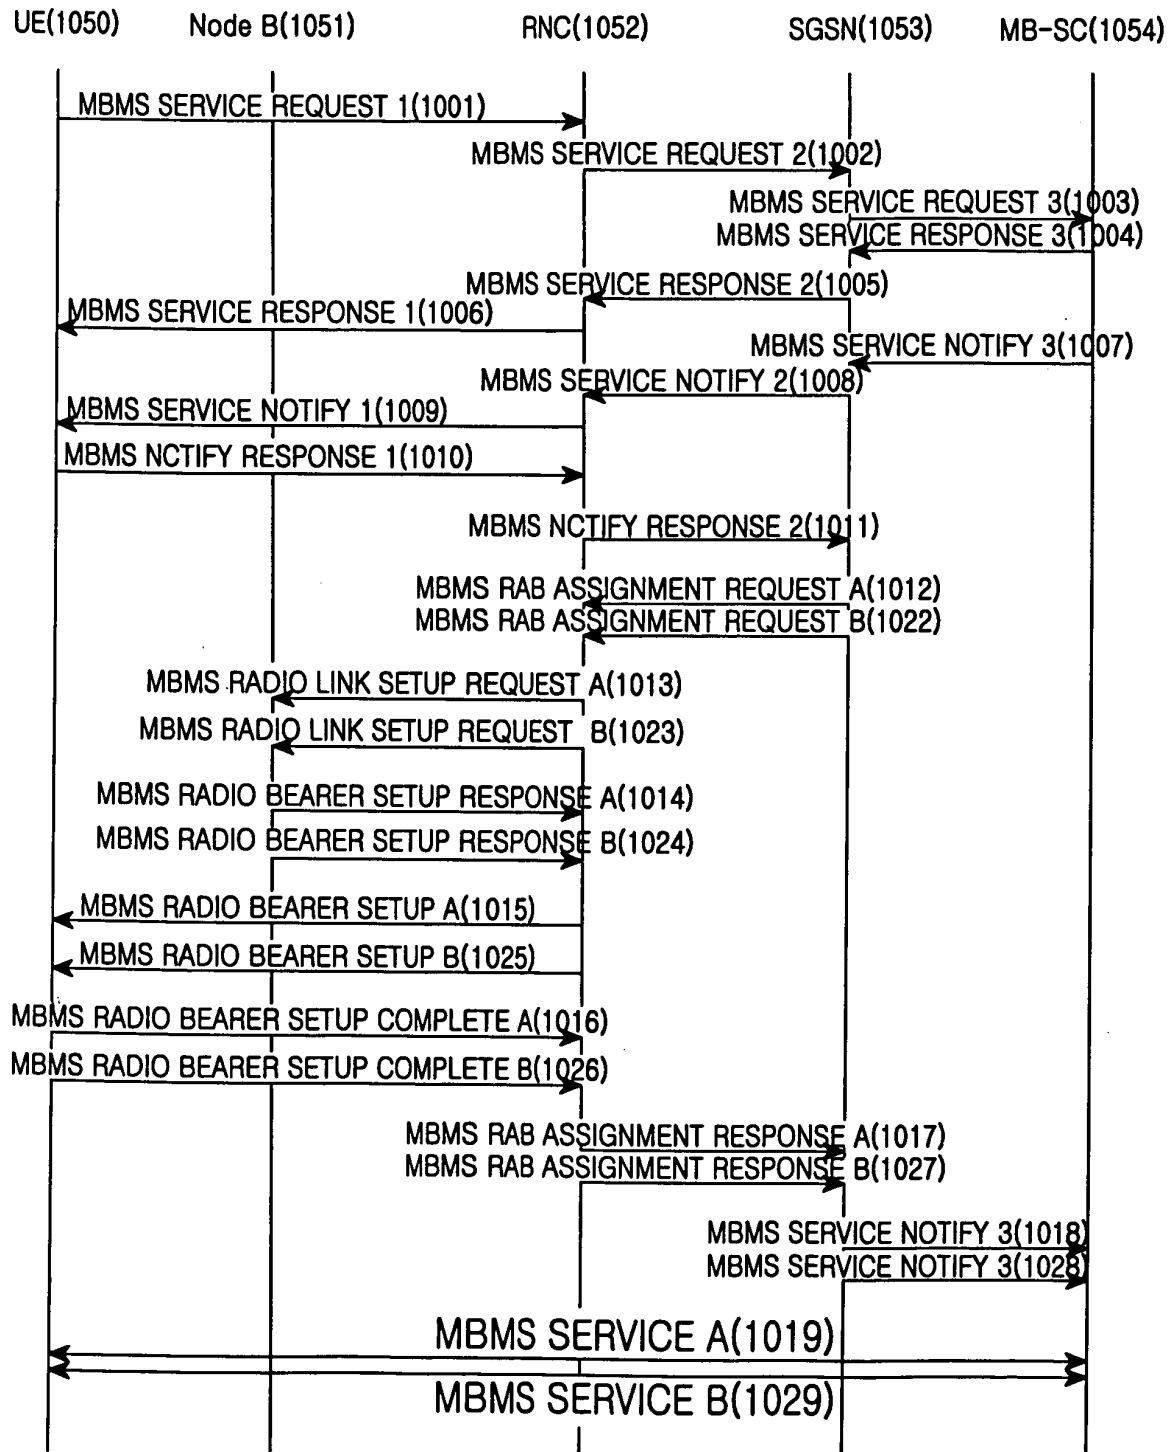 UE(1050) Node B(1051) RNC(1052) SGSN(1053) MB-SC(1054)
MBMS SERVICE REQUEST 1(1001)
MBMS SERVICE REQUEST 2(1002)
MBMS SERVICE REQUEST 3(1003)
MBMS SERVICE RESPONSE 3(1004)
MBMS SERVICE RESPONSE 2(1005)
MBMS SERVICE RESPONSE 1(1006)
MBMS SERVICE NOTIFY 3(1007)
MBMS SERVICE NOTIFY 2(1008)
MBMS SERVICE NOTIFY 1(1009)
MBMS NCTIFY RESPONSE 1(1010)
MBMS NCTIFY RESPONSE 2(1011)
MBMS RAB ASSIGNMENT REQUEST A(1012)
MBMS RAB ASSIGNMENT REQUEST B(1022)
MBMS RADIO LINK SETUP REQUEST A(1013)
MBMS RADIO LINK SETUP REQUEST B(1023)
MBMS RADIO BEARER SETUP RESPONSE A(1014)
MBMS RADIO BEARER SETUP RESPONSE B(1024)
MBMS RADIO BEARER SETUP A(1015)
MBMS RADIO BEARER SETUP B(1025)
MBMS RADIO BEARER SETUP COMPLETE A(1016)
MBMS RADIO BEARER SETUP COMPLETE B(1026)
MBMS RAB ASSIGNMENT RESPONSE A(1017)
MBMS RAB ASSIGNMENT RESPONSE B(1027)
MBMS SERVICE NOTIFY 3(1018)
MBMS SERVICE NOTIFY 3(1028)
MBMS SERVICE A(1019)
MBMS SERVICE B(1029)